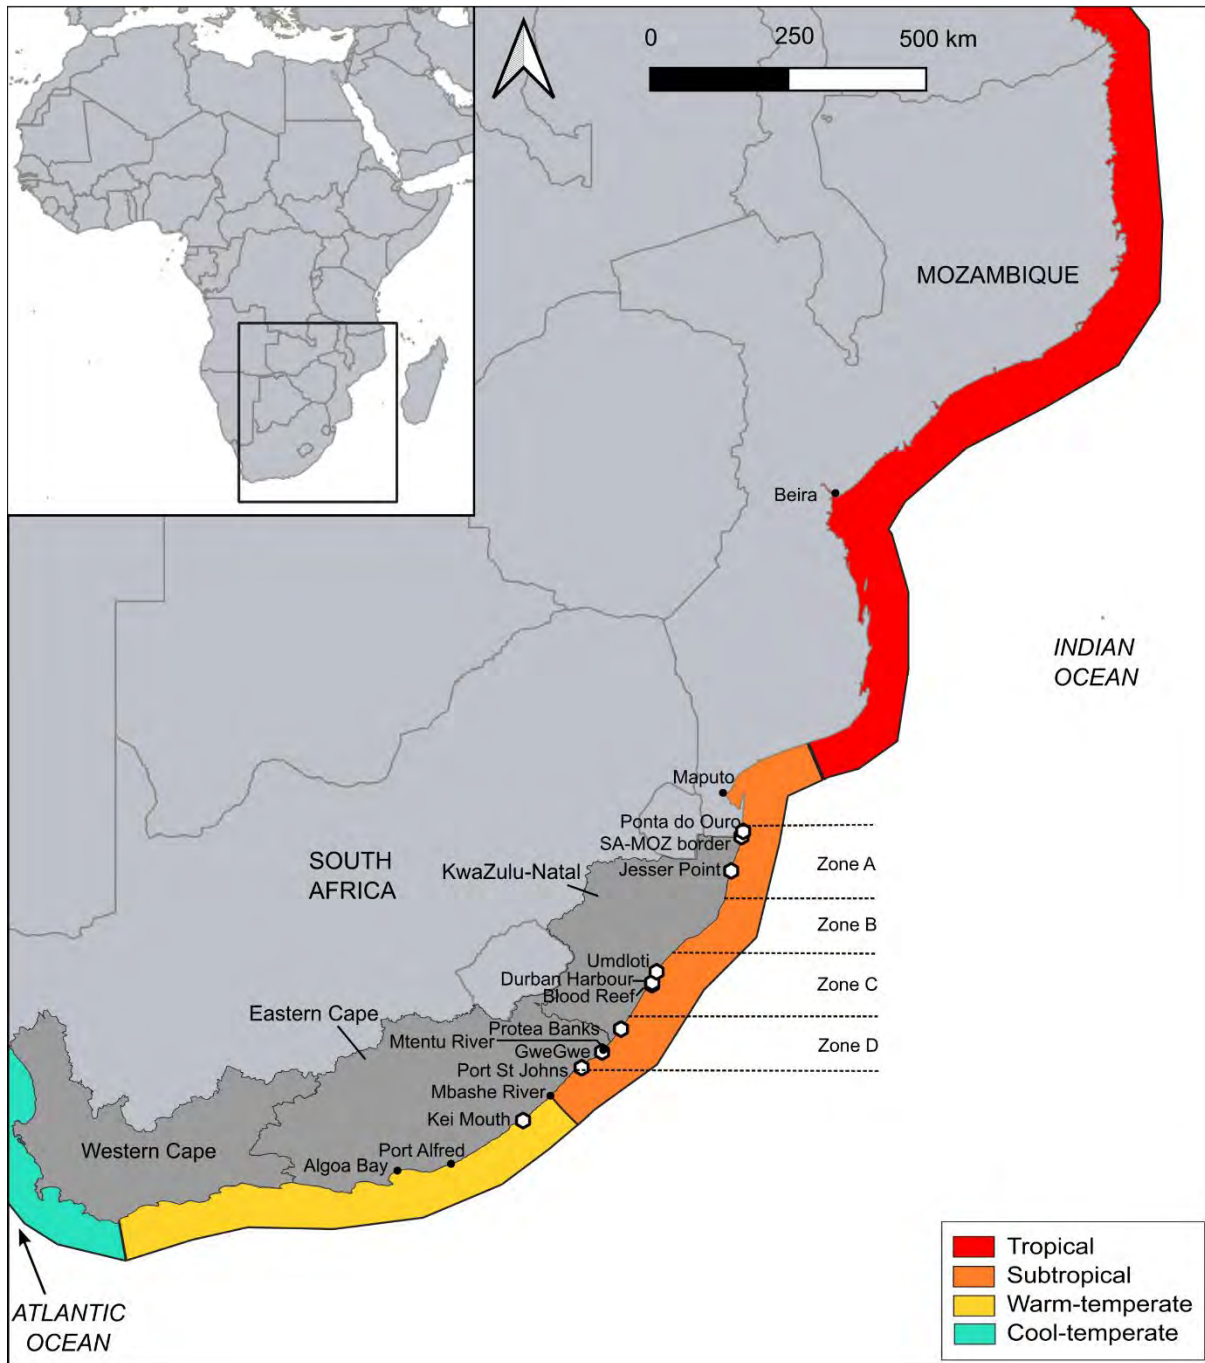 0 250 500 km
MOZAMBIQUE
Beira
INDIAN
OCEAN
Maputo
Ponta do Ouro
SA-MOZ border
Jesser Point
Zone A
SOUTH
AFRICA
KwaZulu-Natal
Zone B
Umdloti
Durban Harbour
Blood Reef
Zone C
Eastern Cape
Protea Banks
Mtentu River
GweGwe
Zone D
Port St Johns
Mbashe River
Kei Mouth
Western Cape
Port Alfred
Algoa Bay
ATLANTIC
OCEAN
Tropical
Subtropical
Warm-temperate
Cool-temperate